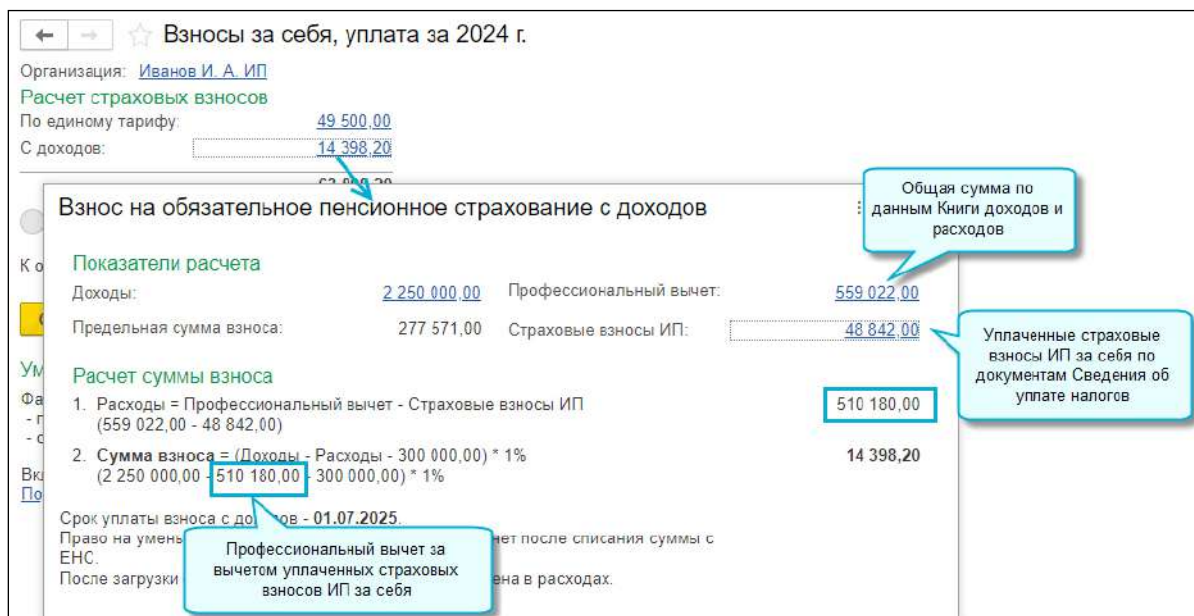 Взносы за себя, уплата за 2024 г.
Организация: Иванов И. А. ИП
Расчет страховых взносов
По единому тарифу: 49 500,00
С доходов: 14 398,20
Общая сумма по
данным Книги доходов и
расходов
Взнос на обязательное пенсионное страхование с доходов
К о
Показатели расчета
Доходы: 2 250 000,00 Профессиональный вычет: 559 022,00
Предельная сумма взноса: 277 571,00 Страховые взносы ИП: 48 842,00
Уплаченные страховые
взносы ИП за себя по
документам Сведения об
уплате налогов
Ум
Расчет суммы взноса
Фа
1. Расходы = Профессиональный вычет - Страховые взносы ИП 510 180,00
(559 022,00 - 48 842,00)
- п
- с
2. Сумма взноса = (Доходы - Расходы - 300 000,00) * 1% 14 398,20
(2 250 000,00 - 510 180,00 - 300 000,00) * 1%
Вк
По
Срок уплаты взноса с до ов - 01.07.2025.
Право на умень нет после списания суммы с
ЕНС.
После загрузки ена в расходах.
Профессиональный вычет за
вычетом уплаченных страховых
взносов ИП за себя